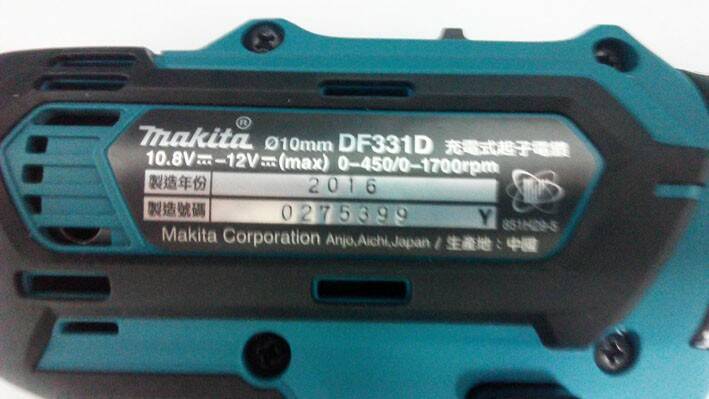 makita® Ø10mm DF331D 充電式起子電鑽
10.8V⎓-12V⎓(max) 0-450/0-1700rpm
製造年份 2016
製造號碼 0275399 Y
Makita Corporation Anjo,Aichi,Japan / 生產地：中國